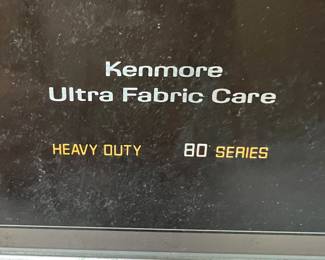 Kenmore
Ultra Fabric Care
HEAVY DUTY 80 SERIES